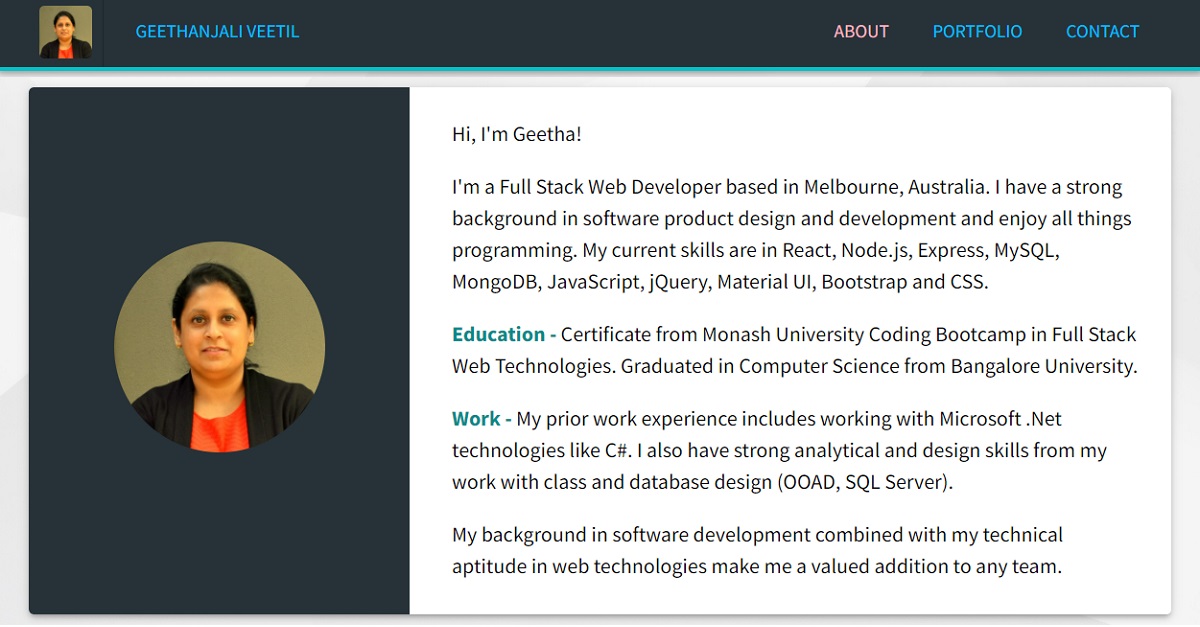 GEETHANJALI VEETIL
ABOUT
PORTFOLIO
CONTACT
Hi, I'm Geetha!
I'm a Full Stack Web Developer based in Melbourne, Australia. I have a strong
background in software product design and development and enjoy all things
programming. My current skills are in React, Node.js, Express, MySQL,
MongoDB, JavaScript, jQuery, Material UI, Bootstrap and CSS.
Education - Certificate from Monash University Coding Bootcamp in Full Stack
Web Technologies. Graduated in Computer Science from Bangalore University.
Work - My prior work experience includes working with Microsoft .Net
technologies like C#. I also have strong analytical and design skills from my
work with class and database design (OOAD, SQL Server).
My background in software development combined with my technical
aptitude in web technologies make me a valued addition to any team.